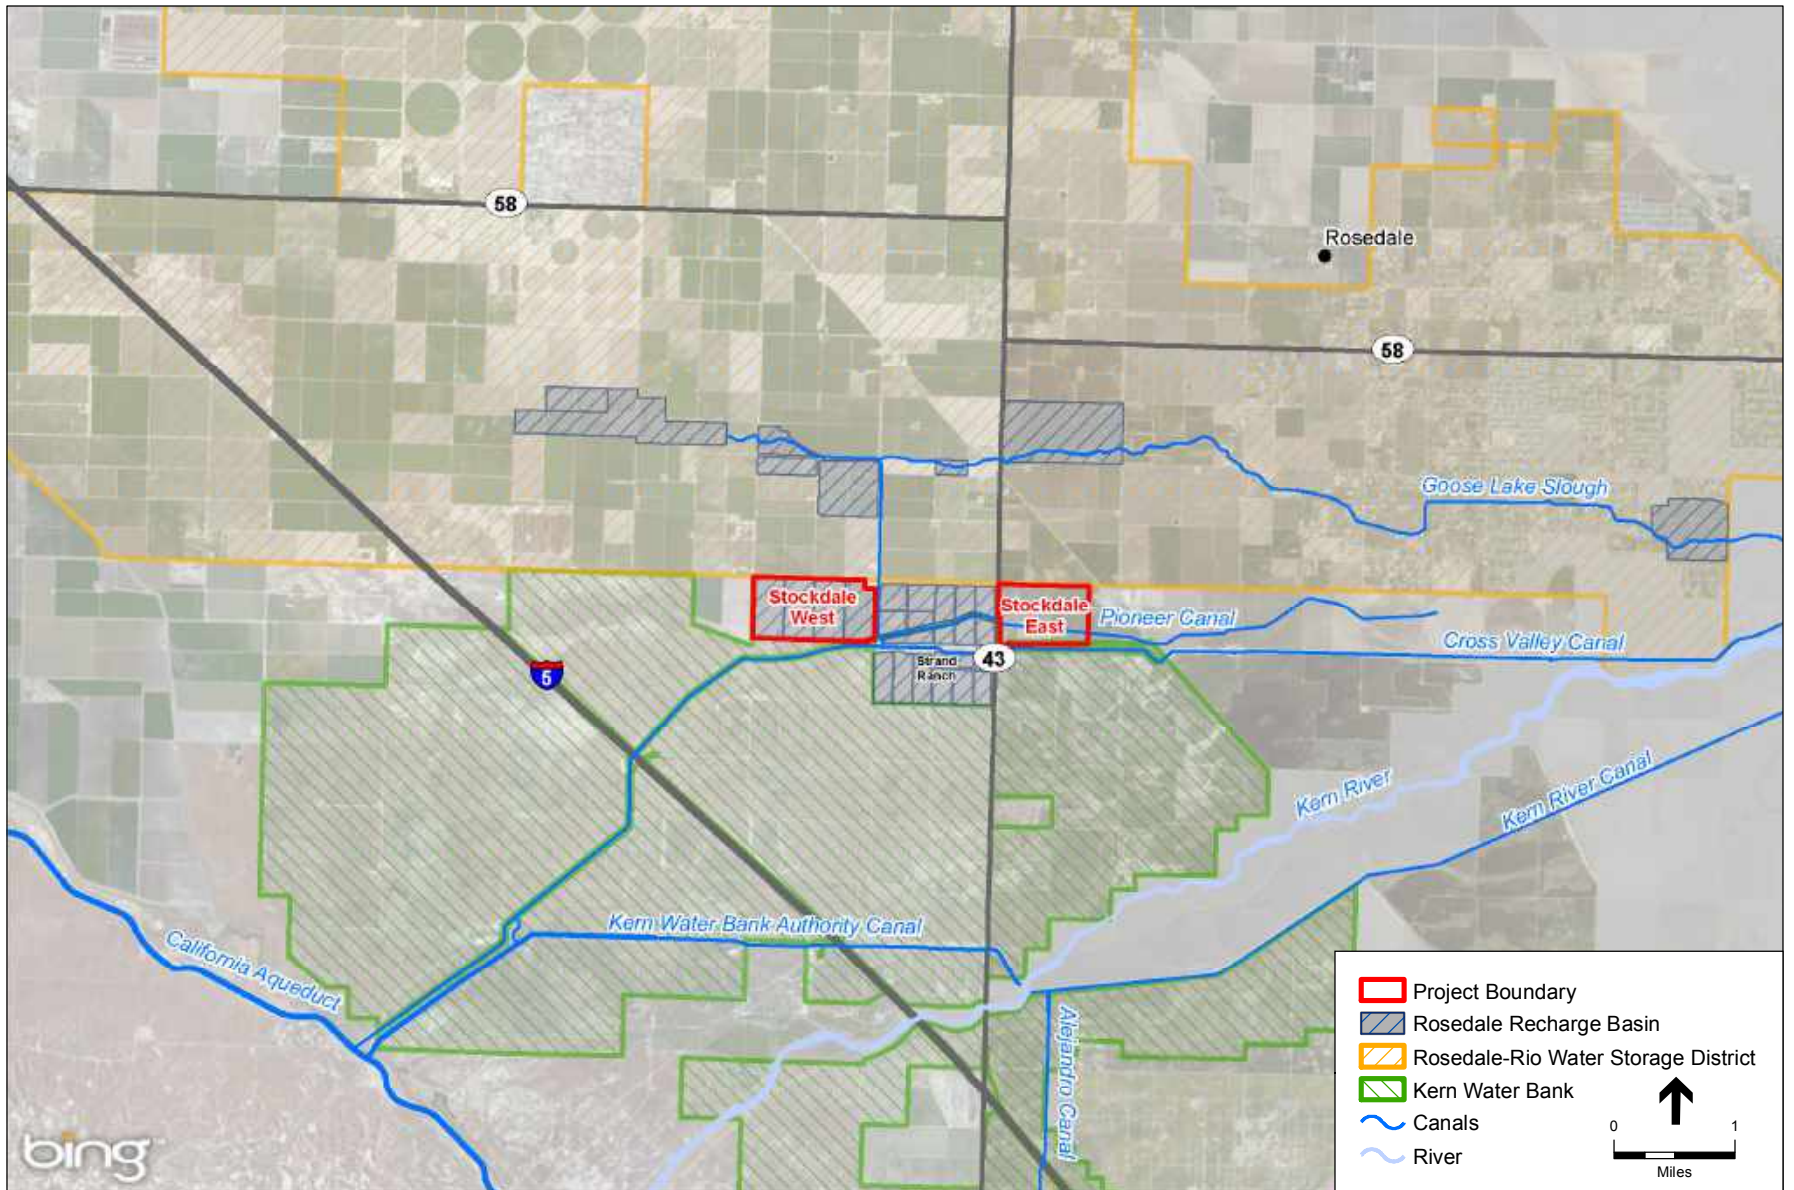 58
Rosedale
58
Goose Lake Slough
Stockdale
West
Stockdale
East
Pioneer Canal
Cross Valley Canal
Strand
Ranch
43
5
Kern River
Kern River Canal
Kern Water Bank Authority Canal
California Aqueduct
Alejandro Canal
Project Boundary
Rosedale Recharge Basin
Rosedale-Rio Water Storage District
Kern Water Bank
Canals
River
0 1
Miles
bing